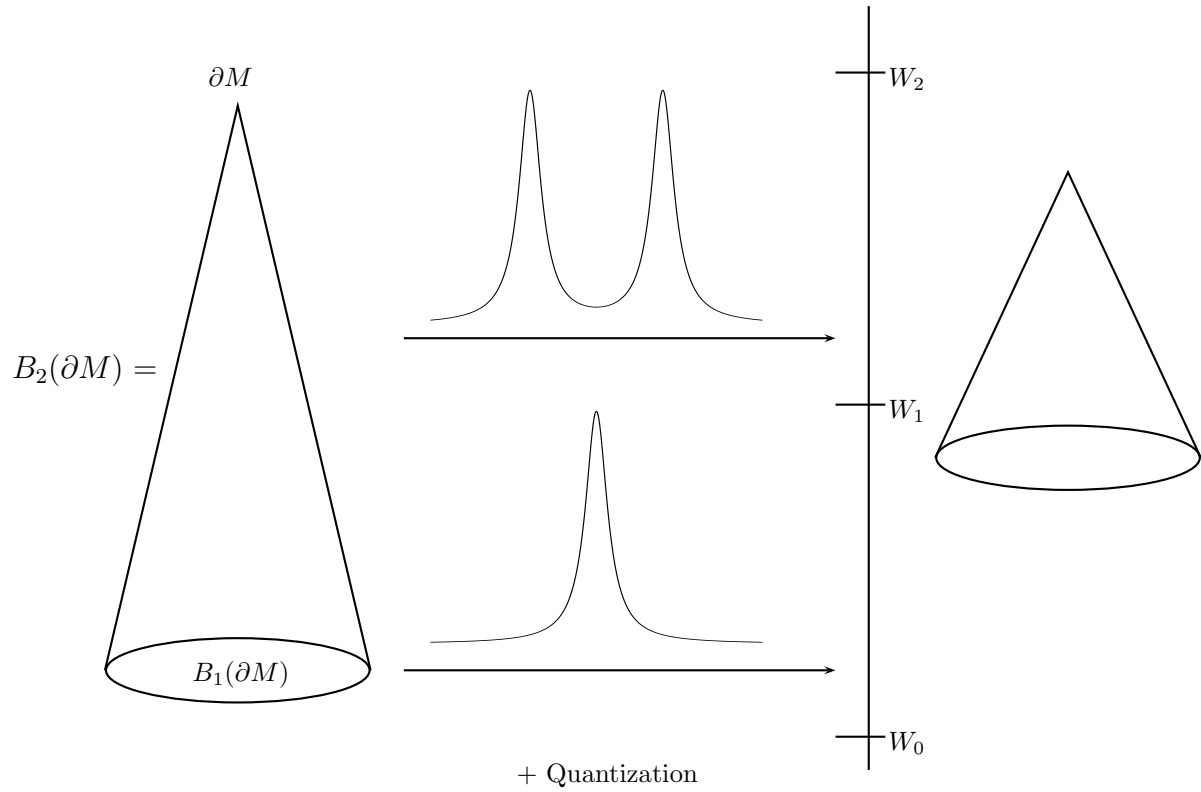 ∂M
W₂
B₂(∂M) =
W₁
B₁(∂M)
W₀
+ Quantization